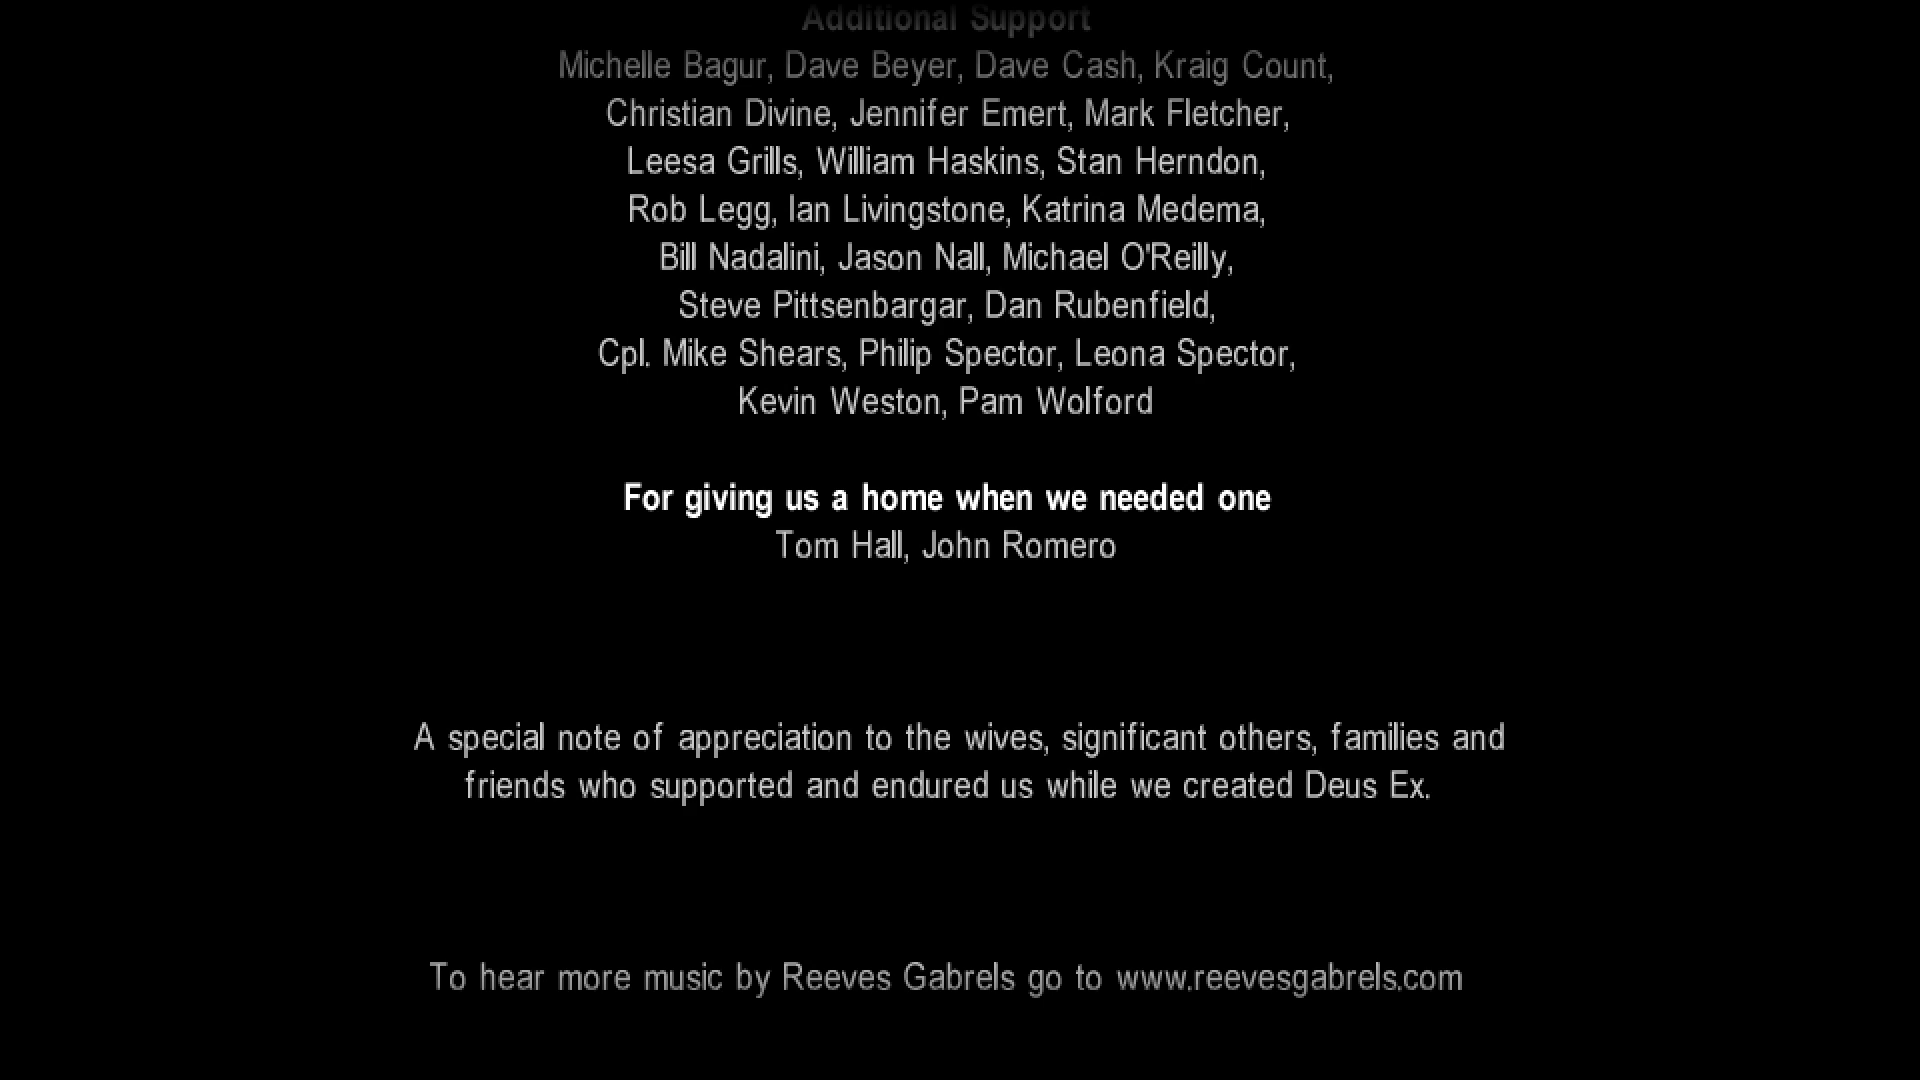 Additional Support
Michelle Bagur, Dave Beyer, Dave Cash, Kraig Count,
Christian Divine, Jennifer Emert, Mark Fletcher,
Leesa Grills, William Haskins, Stan Herndon,
Rob Legg, Ian Livingstone, Katrina Medema,
Bill Nadalini, Jason Nall, Michael O'Reilly,
Steve Pittsenbargar, Dan Rubenfield,
Cpl. Mike Shears, Philip Spector, Leona Spector,
Kevin Weston, Pam Wolford
For giving us a home when we needed one
Tom Hall, John Romero
A special note of appreciation to the wives, significant others, families and
friends who supported and endured us while we created Deus Ex.
To hear more music by Reeves Gabrels go to www.reevesgabrels.com